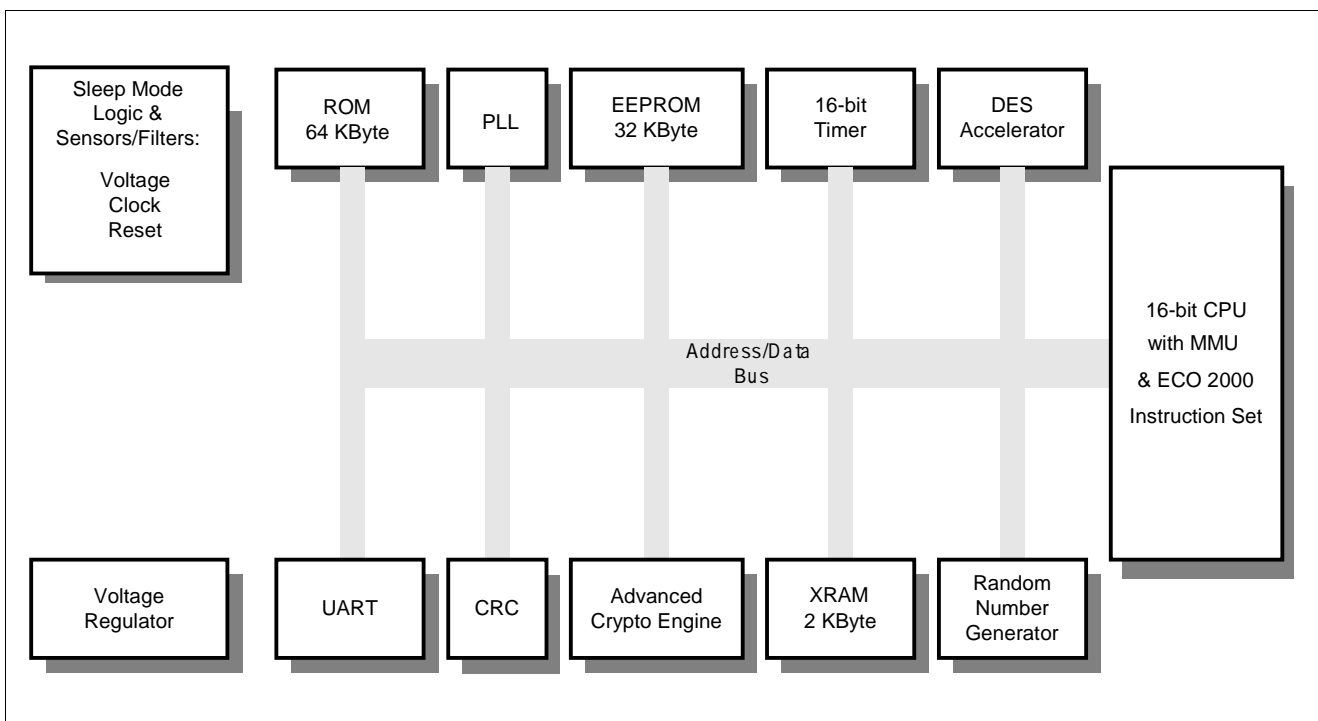 Sleep Mode
Logic &
Sensors/Filters:
Voltage
Clock
Reset
ROM
64 KByte
PLL
EEPROM
32 KByte
16-bit
Timer
DES
Accelerator
Address/Data
Bus
16-bit CPU
with MMU
& ECO 2000
Instruction Set
Voltage
Regulator
UART
CRC
Advanced
Crypto Engine
XRAM
2 KByte
Random
Number
Generator